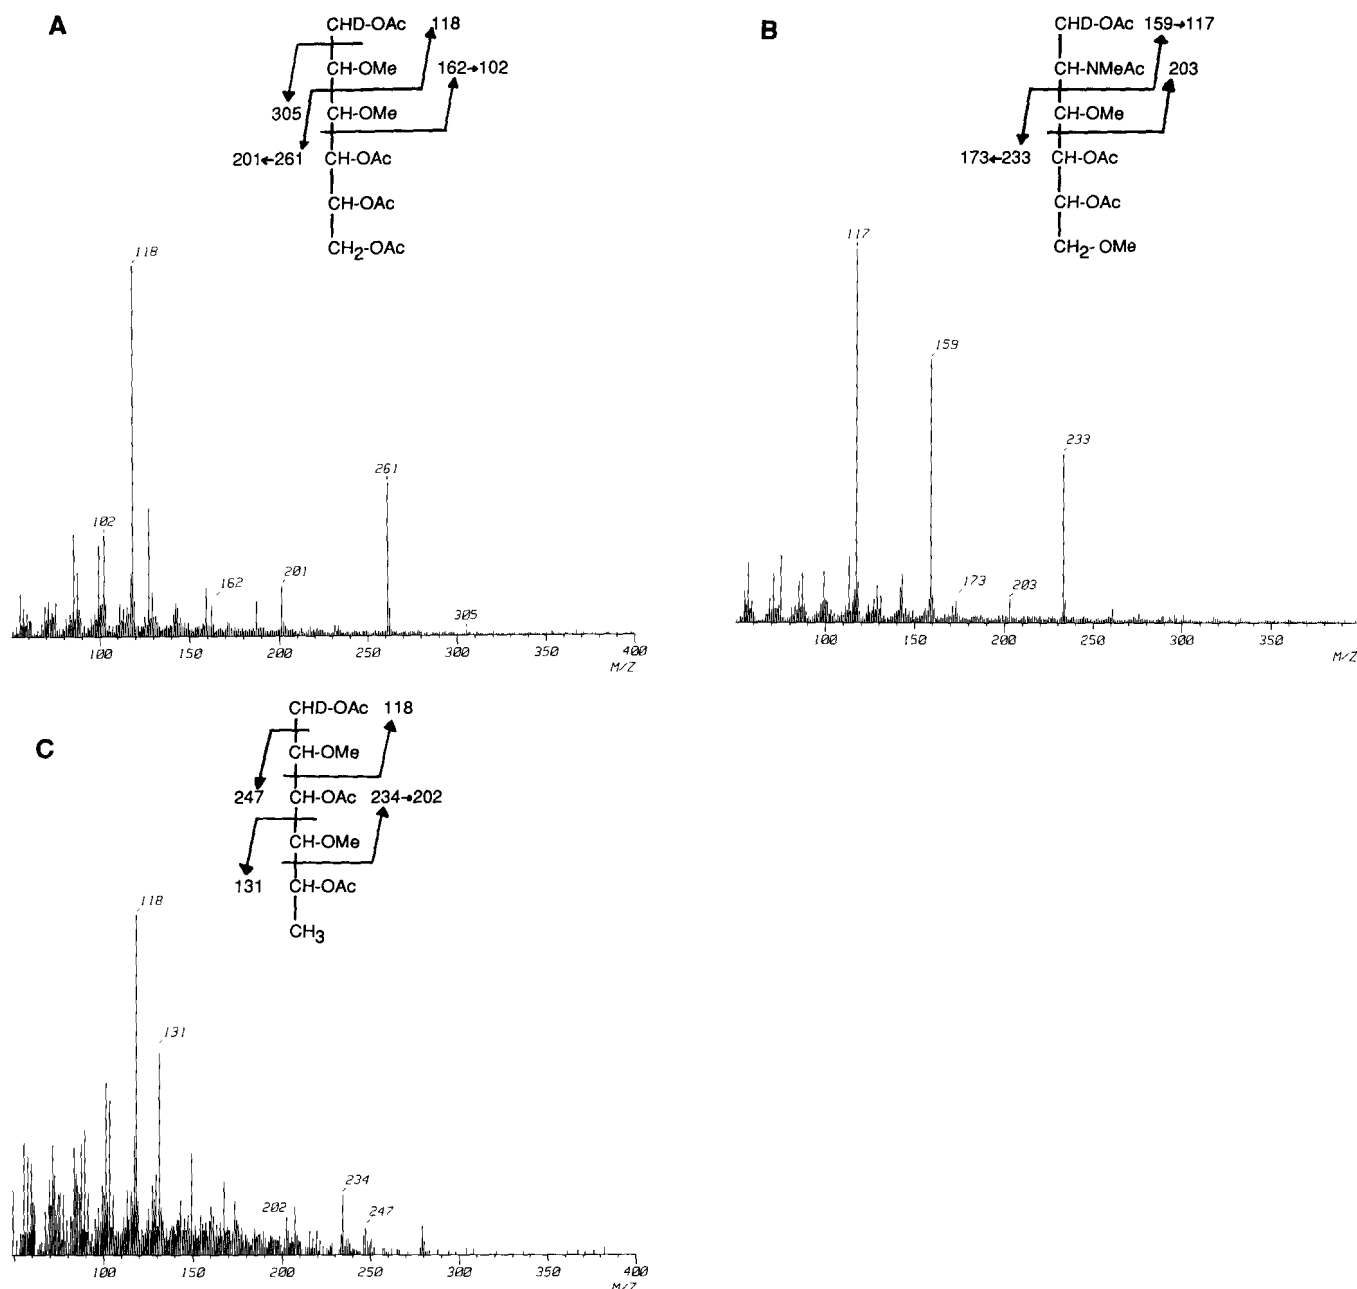 A
CHD-OAc 118
CH-OMe 162→102
305 CH-OMe
201←261 CH-OAc
CH-OAc
CH2-OAc
118
102
162
201
261
305
100 150 200 250 300 350 400
M/Z
B
CHD-OAc 159→117
CH-NMeAc 203
CH-OMe
173←233 CH-OAc
CH-OAc
CH2-OMe
117
159
233
173
203
100 150 200 250 300 350
M/Z
C
CHD-OAc 118
CH-OMe
247 CH-OAc 234→202
CH-OMe
131 CH-OAc
CH3
118
131
202
234
247
100 150 200 250 300 350 400
M/Z